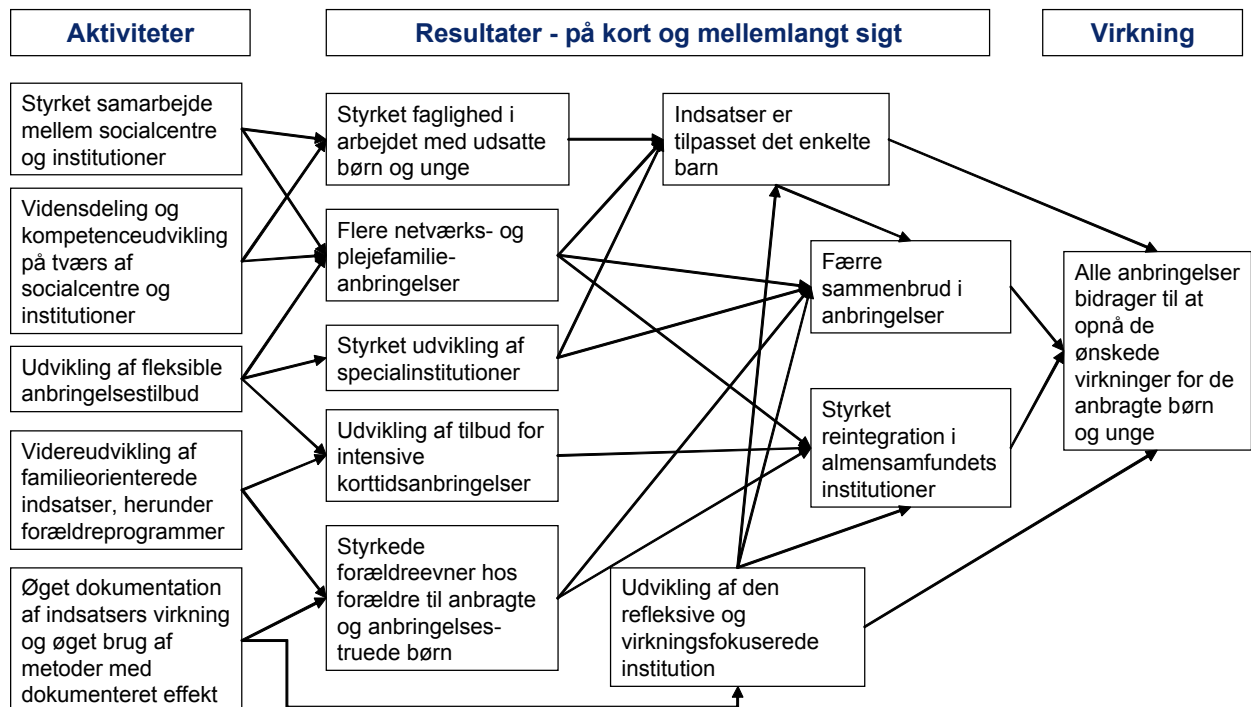 Aktiviteter
Resultater - på kort og mellemlangt sigt
Virkning
Styrket samarbejde
mellem socialcentre
og institutioner
Vidensdeling og
kompetenceudvikling
på tværs af
socialcentre og
institutioner
Udvikling af fleksible
anbringelsestilbud
Videreudvikling af
familieorienterede
indsatser, herunder
forældreprogrammer
Øget dokumentation
af indsatsers virkning
og øget brug af
metoder med
dokumenteret effekt
Styrket faglighed i
arbejdet med udsatte
børn og unge
Flere netværks- og
plejefamilie-
anbringelser
Styrket udvikling af
specialinstitutioner
Udvikling af tilbud for
intensive
korttidsanbringelser
Styrkede
forældreevner hos
forældre til anbragte
og anbringelses-
truede børn
Indsatser er
tilpasset det enkelte
barn
Færre
sammenbrud i
anbringelser
Styrket
reintegration i
almensamfundets
institutioner
Udvikling af den
refleksive og
virkningsfokuserede
institution
Alle anbringelser
bidrager til at
opnå de
ønskede
virkninger for de
anbragte børn
og unge